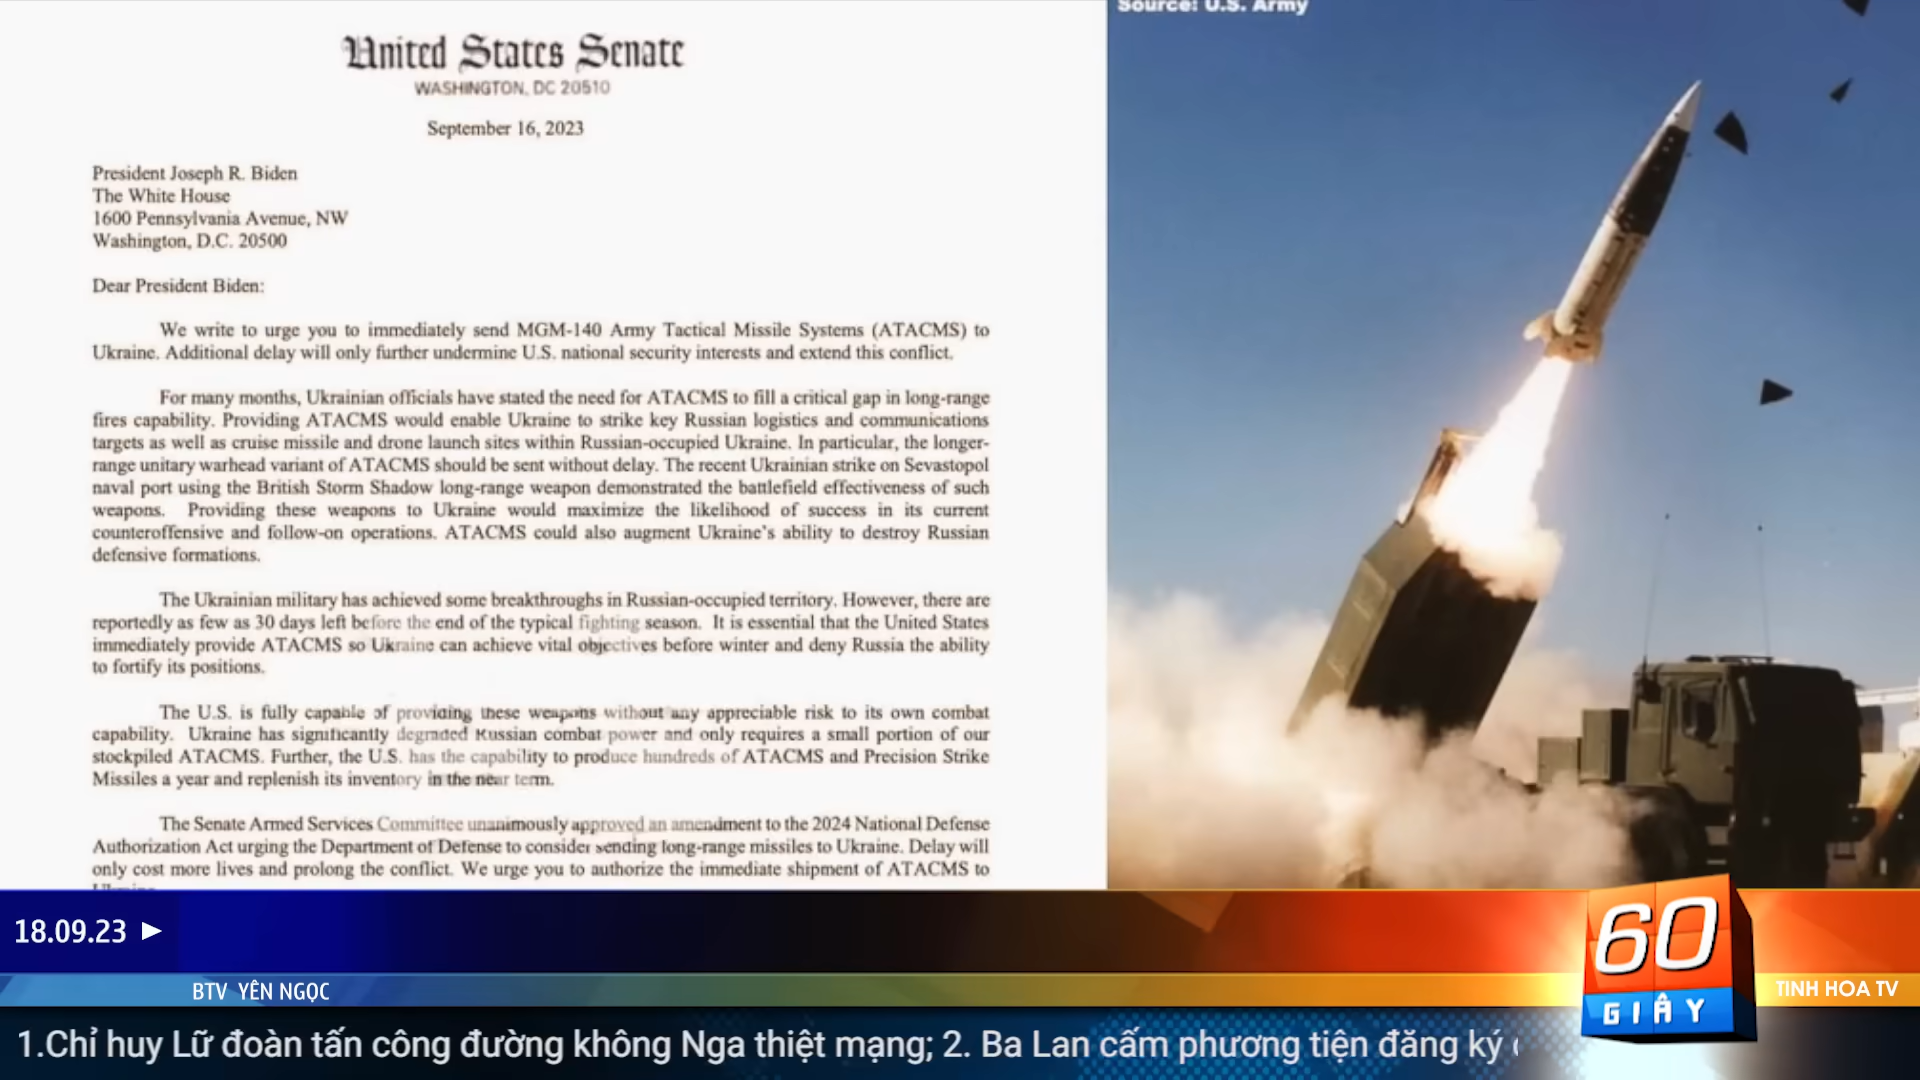 United States Senate
WASHINGTON, DC 20510
September 16, 2023
President Joseph R. Biden
The White House
1600 Pennsylvania Avenue, NW
Washington, D.C. 20500
Dear President Biden:
We write to urge you to immediately send MGM-140 Army Tactical Missile Systems (ATACMS) to
Ukraine. Additional delay will only further undermine U.S. national security interests and extend this conflict.
For many months, Ukrainian officials have stated the need for ATACMS to fill a critical gap in long-range
fires capability. Providing ATACMS would enable Ukraine to strike key Russian logistics and communications
targets as well as cruise missile and drone launch sites within Russian-occupied Ukraine. In particular, the longer-
range unitary warhead variant of ATACMS should be sent without delay. The recent Ukrainian strike on Sevastopol
naval port using the British Storm Shadow long-range weapon demonstrated the battlefield effectiveness of such
weapons. Providing these weapons to Ukraine would maximize the likelihood of success in its current
counteroffensive and follow-on operations. ATACMS could also augment Ukraine's ability to destroy Russian
defensive formations.
The Ukrainian military has achieved some breakthroughs in Russian-occupied territory. However, there are
reportedly as few as 30 days left before the end of the typical fighting season. It is essential that the United States
immediately provide ATACMS so Ukraine can achieve vital objectives before winter and deny Russia the ability
to fortify its positions.
The U.S. is fully capable of providing these weapons without any appreciable risk to its own combat
capability. Ukraine has significantly degraded Russian combat power and only requires a small portion of our
stockpiled ATACMS. Further, the U.S. has the capability to produce hundreds of ATACMS and Precision Strike
Missiles a year and replenish its inventory in the near term.
The Senate Armed Services Committee unanimously approved an amendment to the 2024 National Defense
Authorization Act urging the Department of Defense to consider sending long-range missiles to Ukraine. Delay will
only cost more lives and prolong the conflict. We urge you to authorize the immediate shipment of ATACMS to
Source: U.S. Army
18.09.23
BTV YÊN NGỌC
60
GIÂY
TINH HOA TV
1.Chỉ huy Lữ đoàn tấn công đường không Nga thiệt mạng; 2. Ba Lan cấm phương tiện đăng ký